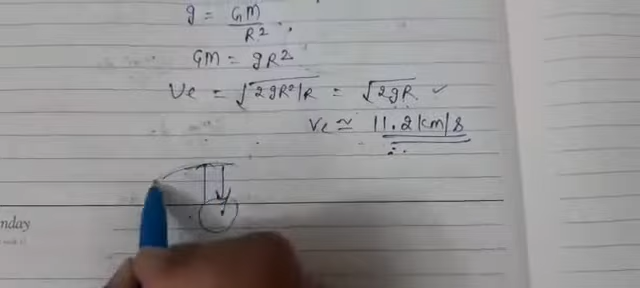 g = GM/R²
GM = gR²
Ve = √2gR²/R = √2gR ✓
Ve ≃ 11.2 km/s
nday